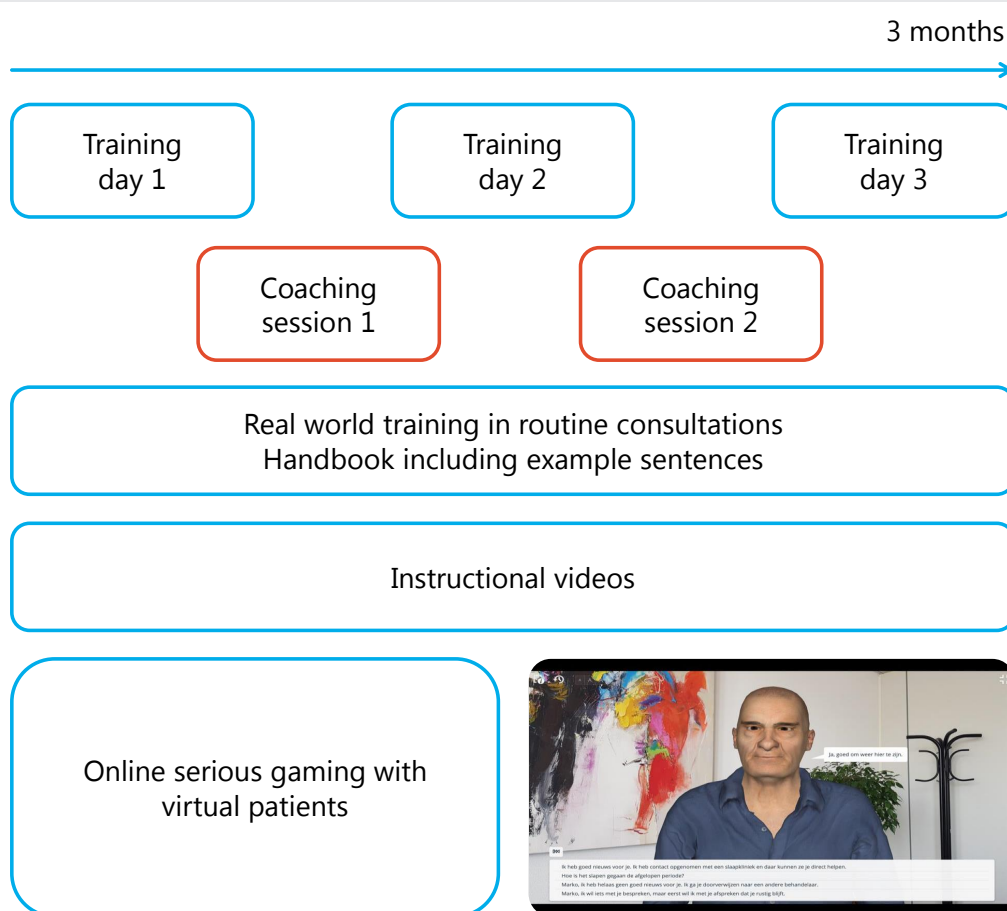 3 months
Training
day 1
Training
day 2
Training
day 3
Coaching
session 1
Coaching
session 2
Real world training in routine consultations
Handbook including example sentences
Instructional videos
Online serious gaming with
virtual patients
Ja, goed om weer hier te zijn.
Ik heb goed nieuws voor je. Ik heb contact opgenomen met een slaapkliniek en daar kunnen ze je direct helpen.
Hoe is het slapen gegaan de afgelopen periode?
Marko, ik heb helaas geen goed nieuws voor je. Ik ga je doorverwijzen naar een andere behandelaar.
Marko, ik wil iets met je bespreken, maar eerst wil ik met je afspreken dat je rustig blijft.